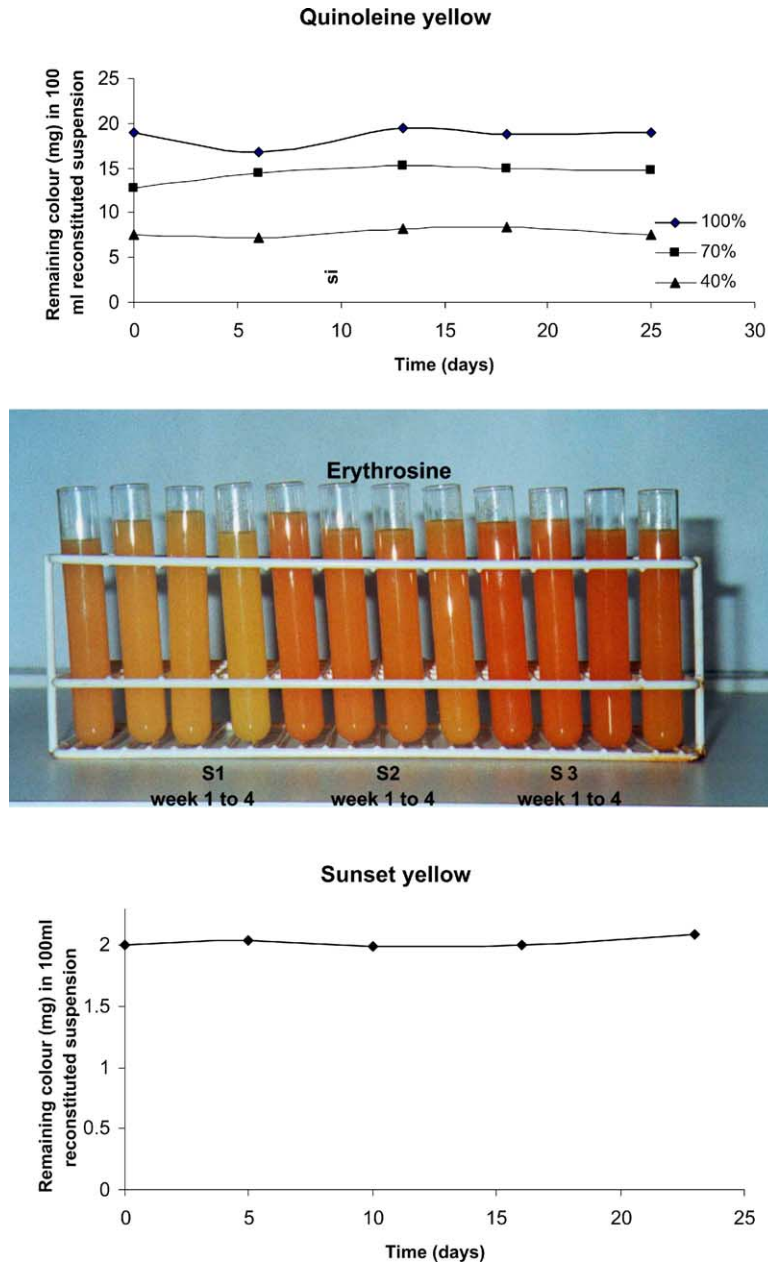 Quinoleine yellow
Remaining colour (mg) in 100
ml reconstituted suspension
25
20
15
10
5
0
si
100%
70%
40%
0 5 10 15 20 25 30
Time (days)
Erythrosine
S1 S2 S 3
week 1 to 4 week 1 to 4 week 1 to 4
Sunset yellow
Remaining colour (mg) in 100ml
reconstituted suspension
2
1.5
1
0.5
0
0 5 10 15 20 25
Time (days)